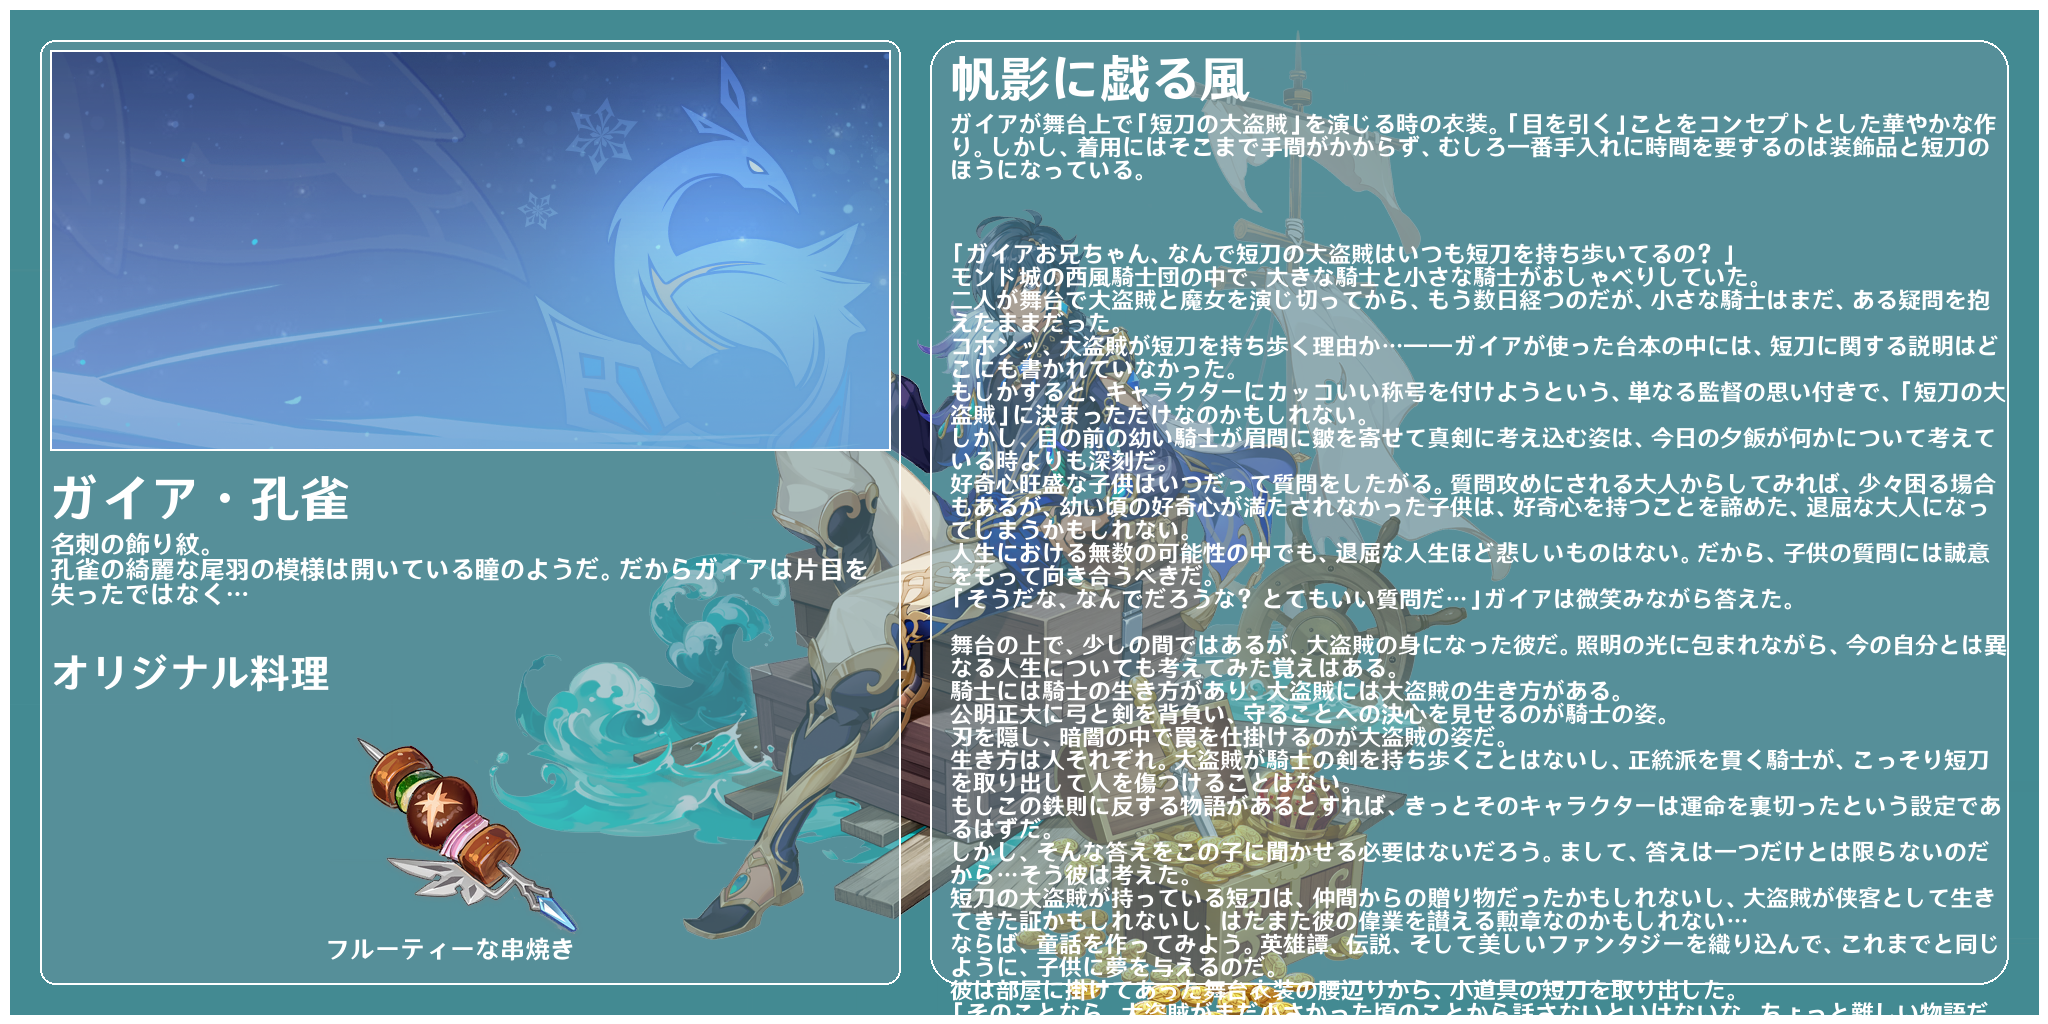 ガイア・孔雀
名刺の飾り紋。
孔雀の綺麗な尾羽の模様は開いている瞳のようだ。だからガイアは片目を
失ったではなく…
オリジナル料理
フルーティーな串焼き
帆影に戯る風
ガイアが舞台上で「短刀の大盗賊」を演じる時の衣装。「目を引く」ことをコンセプトとした華やかな作
り。しかし、着用にはそこまで手間がかからず、むしろ一番手入れに時間を要するのは装飾品と短刀の
ほうになっている。
「ガイアお兄ちゃん、なんで短刀の大盗賊はいつも短刀を持ち歩いてるの？」
モンド城の西風騎士団の中で、大きな騎士と小さな騎士がおしゃべりしていた。
二人が舞台で大盗賊と魔女を演じ切ってから、もう数日経つのだが、小さな騎士はまだ、ある疑問を抱
えたままだった。
コホンッ、大盗賊が短刀を持ち歩く理由か…——ガイアが使った台本の中には、短刀に関する説明はど
こにも書かれていなかった。
もしかすると、キャラクターにカッコいい称号を付けようという、単なる監督の思い付きで、「短刀の大
盗賊」に決まっただけなのかもしれない。
しかし、目の前の幼い騎士が眉間に皺を寄せて真剣に考え込む姿は、今日の夕飯が何かについて考えて
いる時よりも深刻だ。
好奇心旺盛な子供はいつだって質問をしたがる。質問攻めにされる大人からしてみれば、少々困る場合
もあるが、幼い頃の好奇心が満たされなかった子供は、好奇心を持つことを諦めた、退屈な大人になっ
てしまうかもしれない。
人生における無数の可能性の中でも、退屈な人生ほど悲しいものはない。だから、子供の質問には誠意
をもって向き合うべきだ。
「そうだな、なんでだろうな？とてもいい質問だ…」ガイアは微笑みながら答えた。
舞台の上で、少しの間ではあるが、大盗賊の身になった彼だ。照明の光に包まれながら、今の自分とは異
なる人生についても考えてみた覚えはある。
騎士には騎士の生き方があり、大盗賊には大盗賊の生き方がある。
公明正大に弓と剣を背負い、守ることへの決心を見せるのが騎士の姿。
刃を隠し、暗闇の中で罠を仕掛けるのが大盗賊の姿だ。
生き方は人それぞれ。大盗賊が騎士の剣を持ち歩くことはないし、正統派を貫く騎士が、こっそり短刀
を取り出して人を傷つけることはない。
もしこの鉄則に反する物語があるとすれば、きっとそのキャラクターは運命を裏切ったという設定であ
るはずだ。
しかし、そんな答えをこの子に聞かせる必要はないだろう。まして、答えは一つだけとは限らないのだ
から…そう彼は考えた。
短刀の大盗賊が持っている短刀は、仲間からの贈り物だったかもしれないし、大盗賊が侠客として生き
てきた証かもしれないし、はたまた彼の偉業を讃える勲章なのかもしれない…
ならば、童話を作ってみよう。英雄譚、伝説、そして美しいファンタジーを織り込んで、これまでと同じ
ように、子供に夢を与えるのだ。
彼は部屋に掛けてあった舞台衣装の腰辺りから、小道具の短刀を取り出した。
「そのことなら、大盗賊がまだ小さかった頃のことから話さないといけないな、ちょっと難しい物語だ